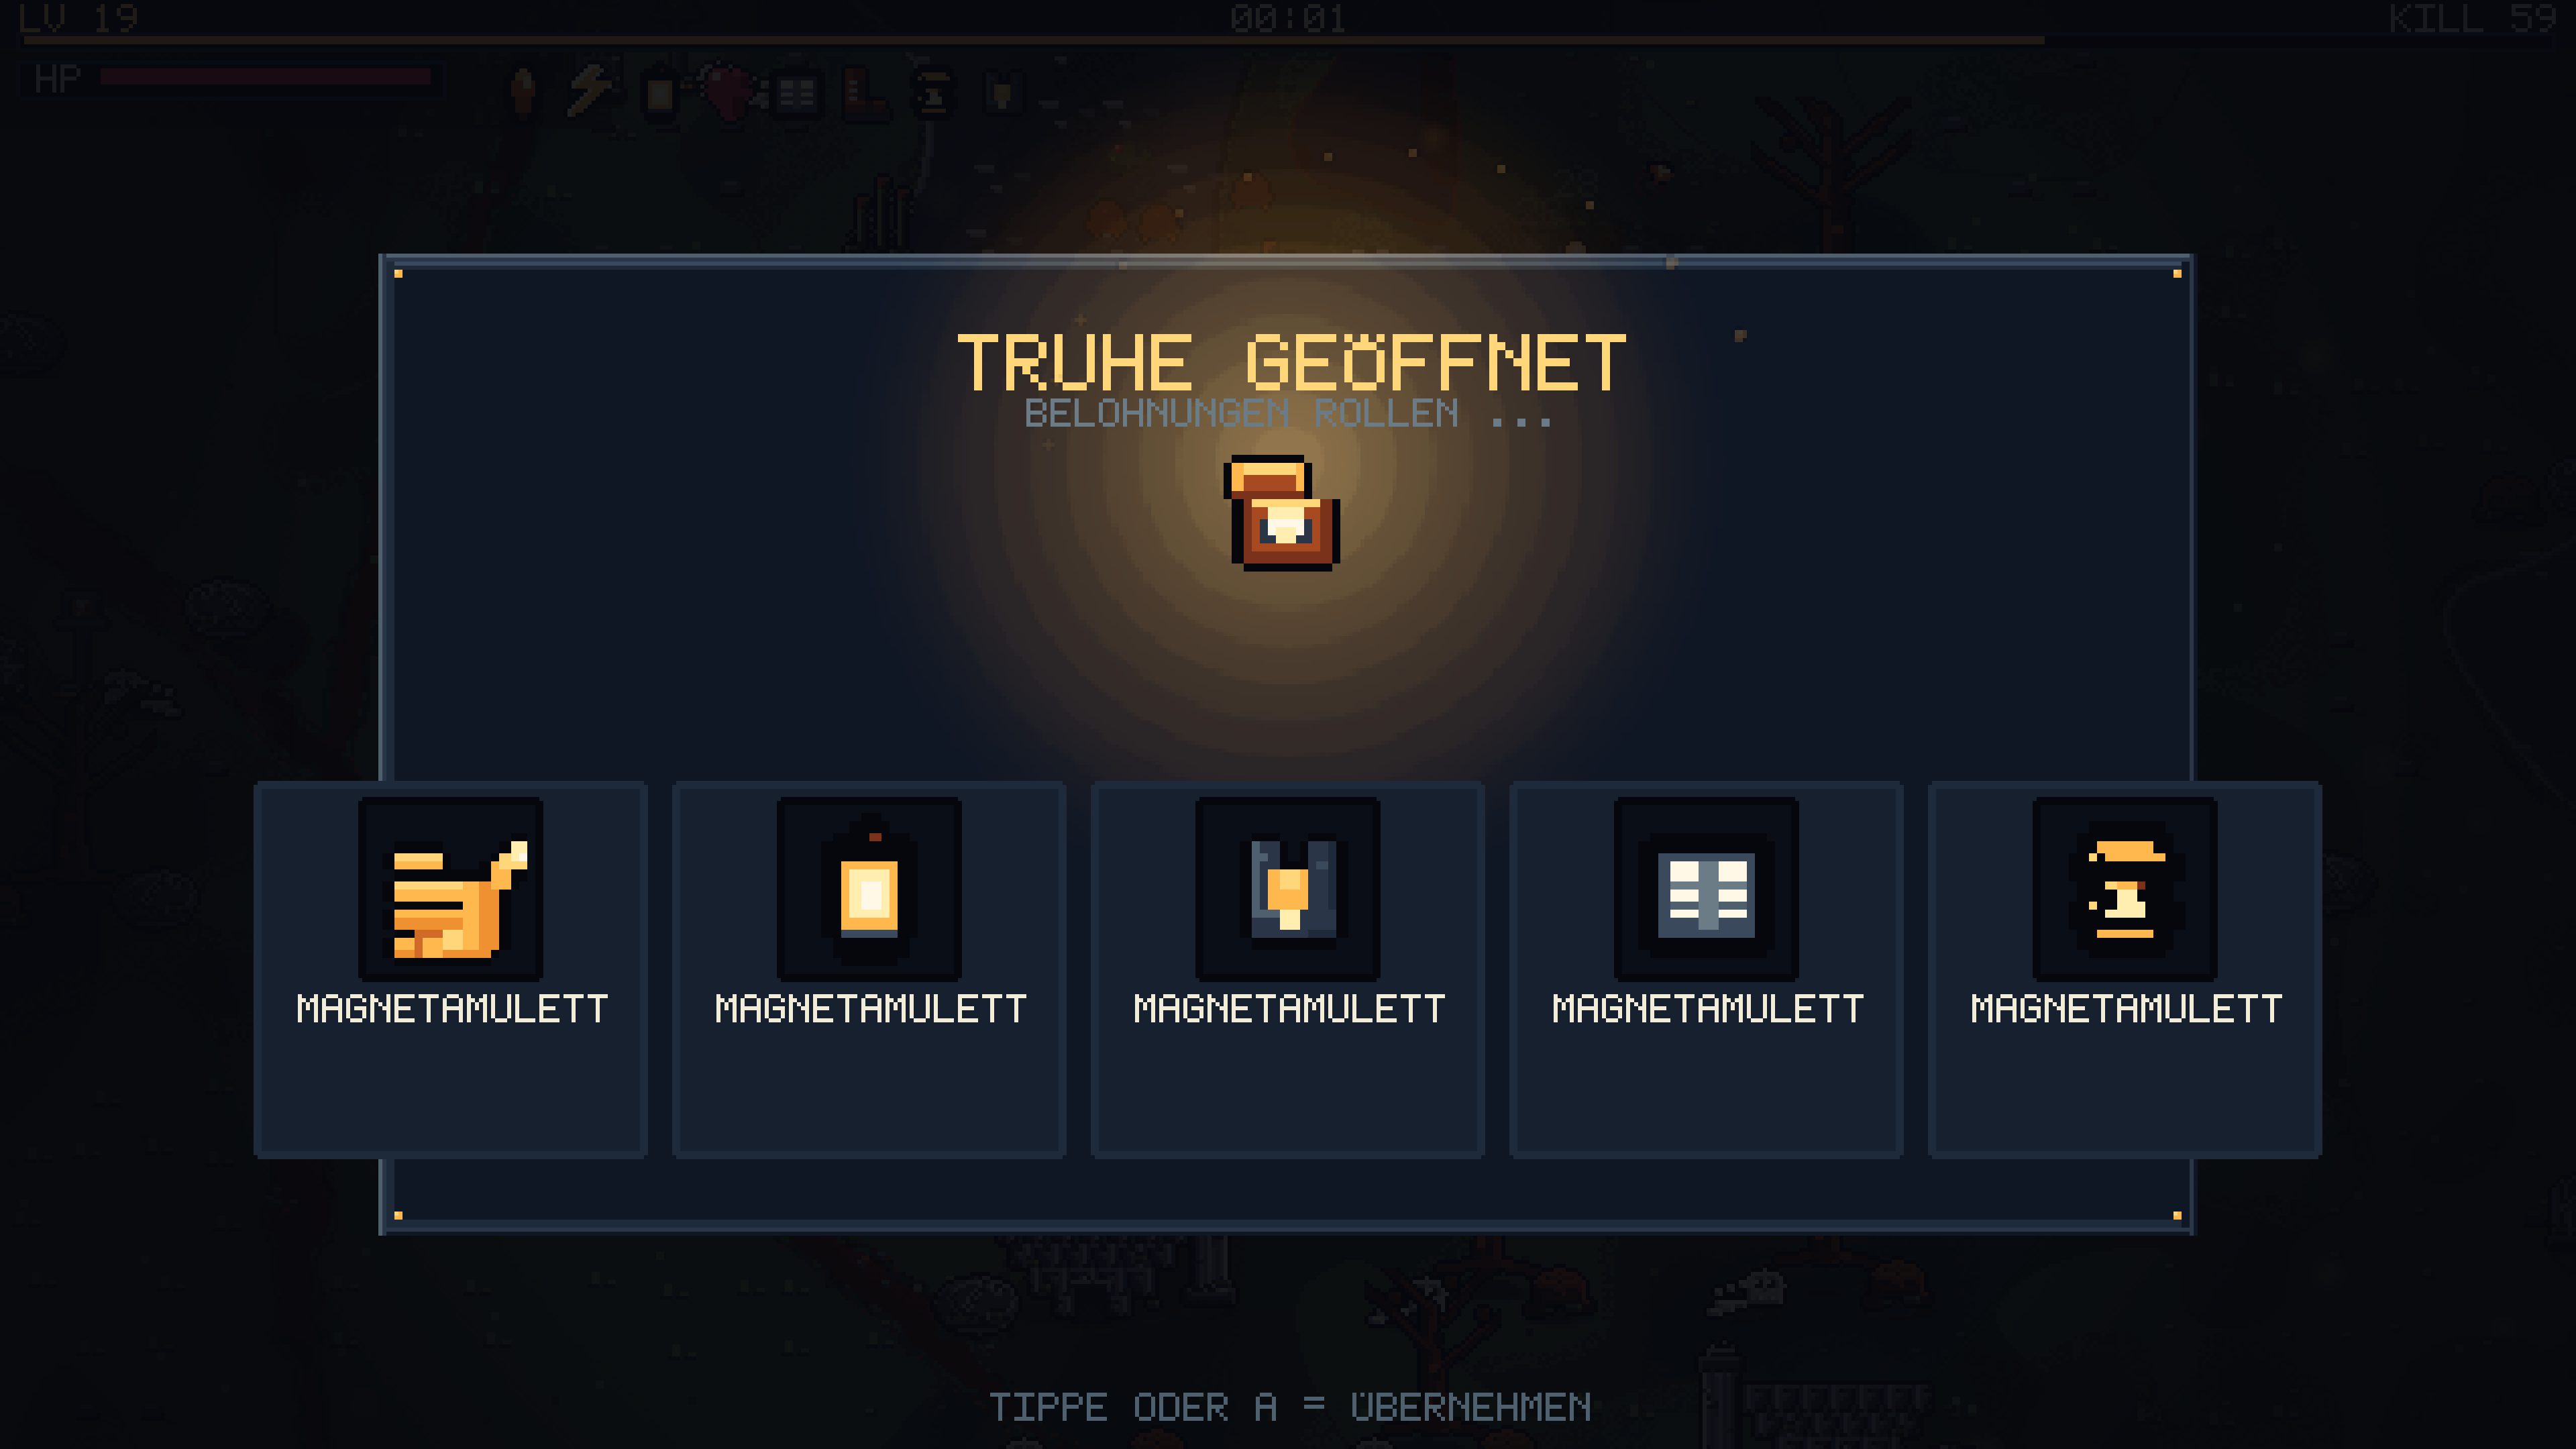 LV 19 00:01 KILL 59
HP
28
TRUHE GEÖFFNET
BELOHNUNGEN ROLLEN ...
MAGNETAMULETT MAGNETAMULETT MAGNETAMULETT MAGNETAMULETT MAGNETAMULETT
TIPPE ODER A = ÜBERNEHMEN